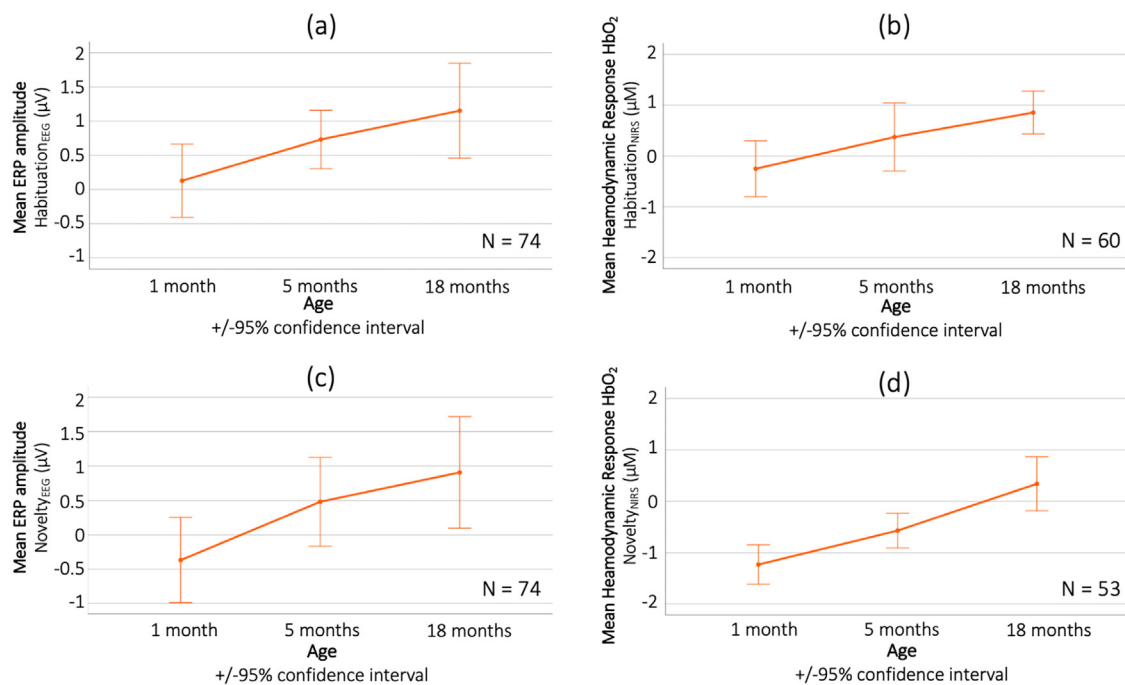 (a)
Mean ERP amplitude
Habituation_EEG (µV)
2
1.5
1
0.5
0
-0.5
-1
N = 74
1 month
5 months
18 months
Age
+/-95% confidence interval
(b)
Mean Heamodynamic Response HbO₂
Habituation_NIRS (µM)
2
1
0
-1
-2
N = 60
1 month
5 months
18 months
Age
+/-95% confidence interval
(c)
Mean ERP amplitude
Novelty_EEG (µV)
2
1.5
1
0.5
0
-0.5
-1
N = 74
1 month
5 months
18 months
Age
+/-95% confidence interval
(d)
Mean Heamodynamic Response HbO₂
Novelty_NIRS (µM)
2
1
0
-1
-2
N = 53
1 month
5 months
18 months
Age
+/-95% confidence interval